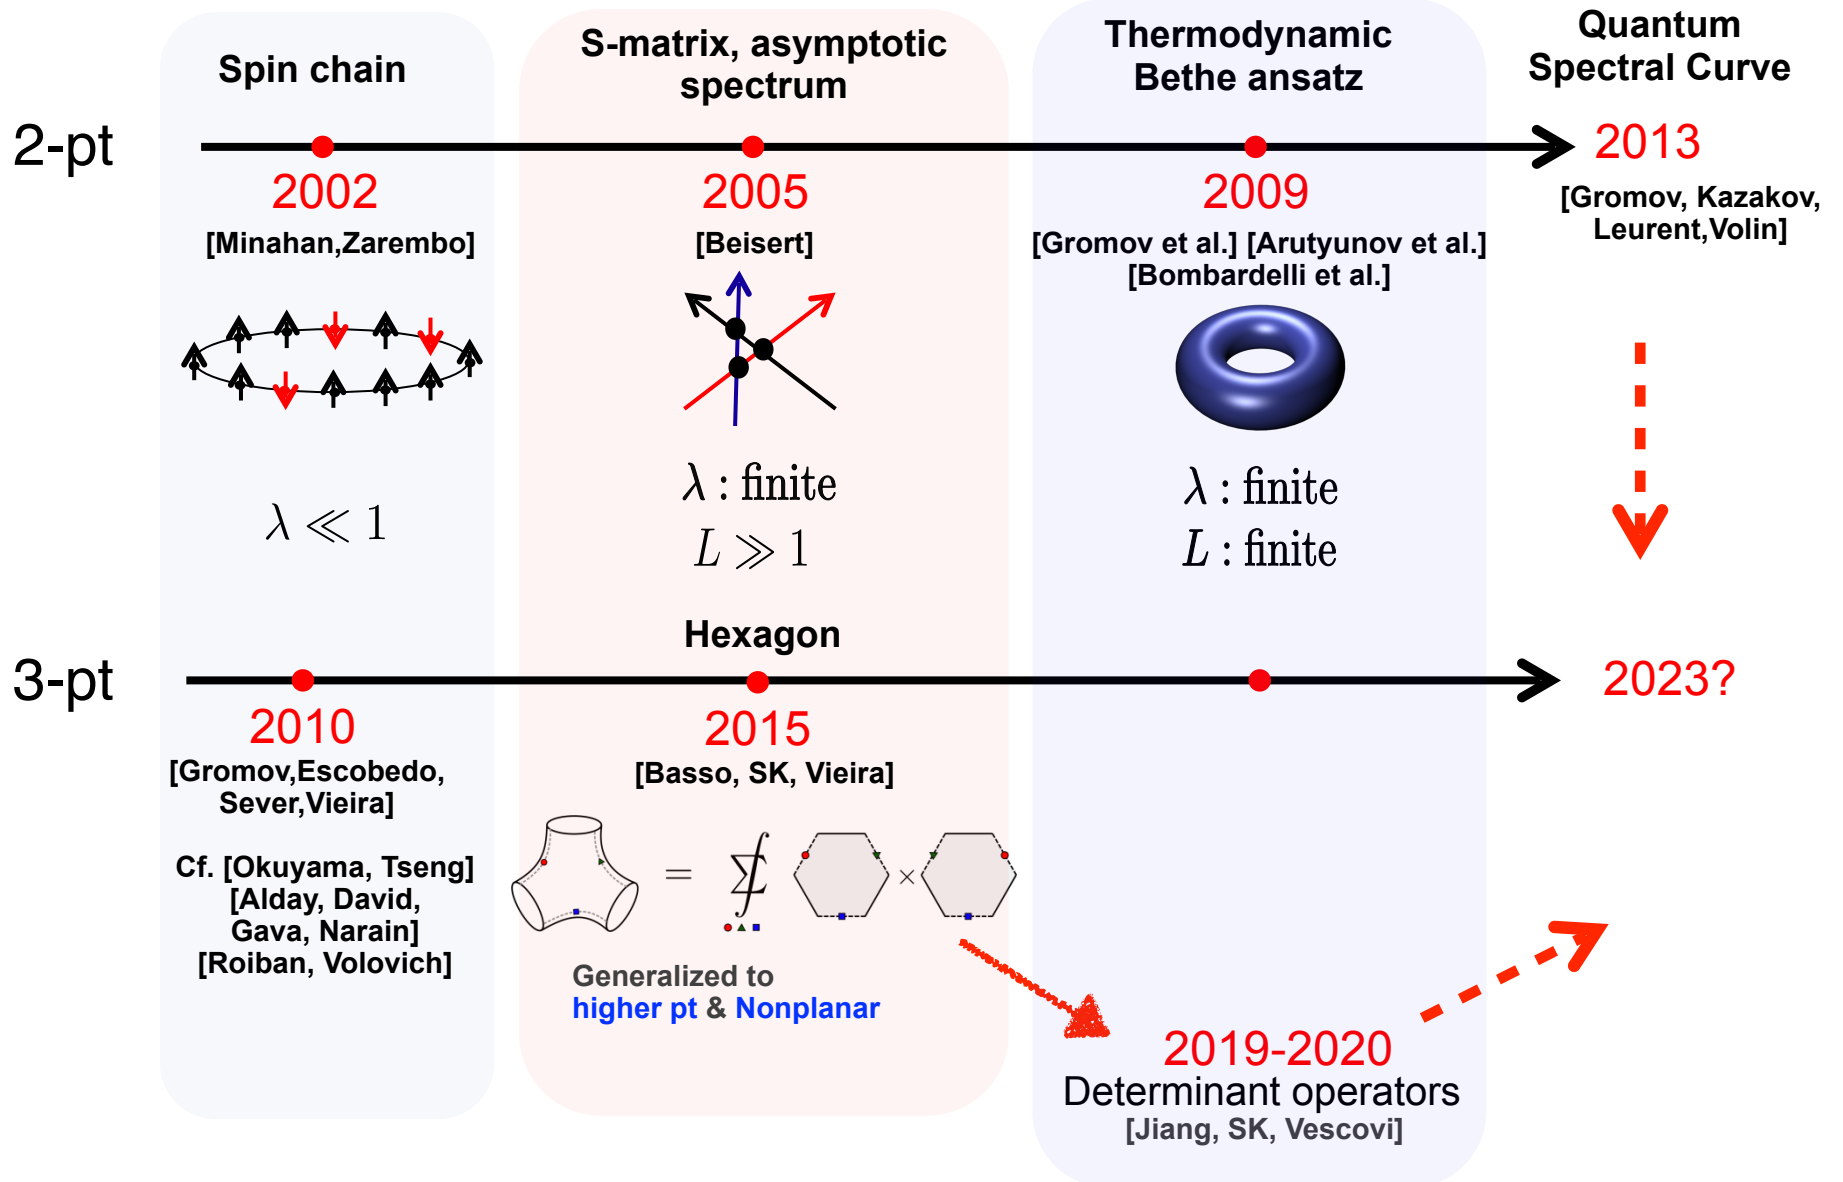 Spin chain
S-matrix, asymptotic
spectrum
Thermodynamic
Bethe ansatz
Quantum
Spectral Curve
2-pt
2002
[Minahan,Zarembo]
2005
[Beisert]
2009
[Gromov et al.] [Arutyunov et al.]
[Bombardelli et al.]
2013
[Gromov, Kazakov,
Leurent,Volin]
λ ≪ 1
λ : finite
L ≫ 1
λ : finite
L : finite
Hexagon
3-pt
2010
[Gromov,Escobedo,
Sever,Vieira]
Cf. [Okuyama, Tseng]
[Alday, David,
Gava, Narain]
[Roiban, Volovich]
2015
[Basso, SK, Vieira]
= ∑∫ ×
Generalized to
higher pt & Nonplanar
2019-2020
Determinant operators
[Jiang, SK, Vescovi]
2023?